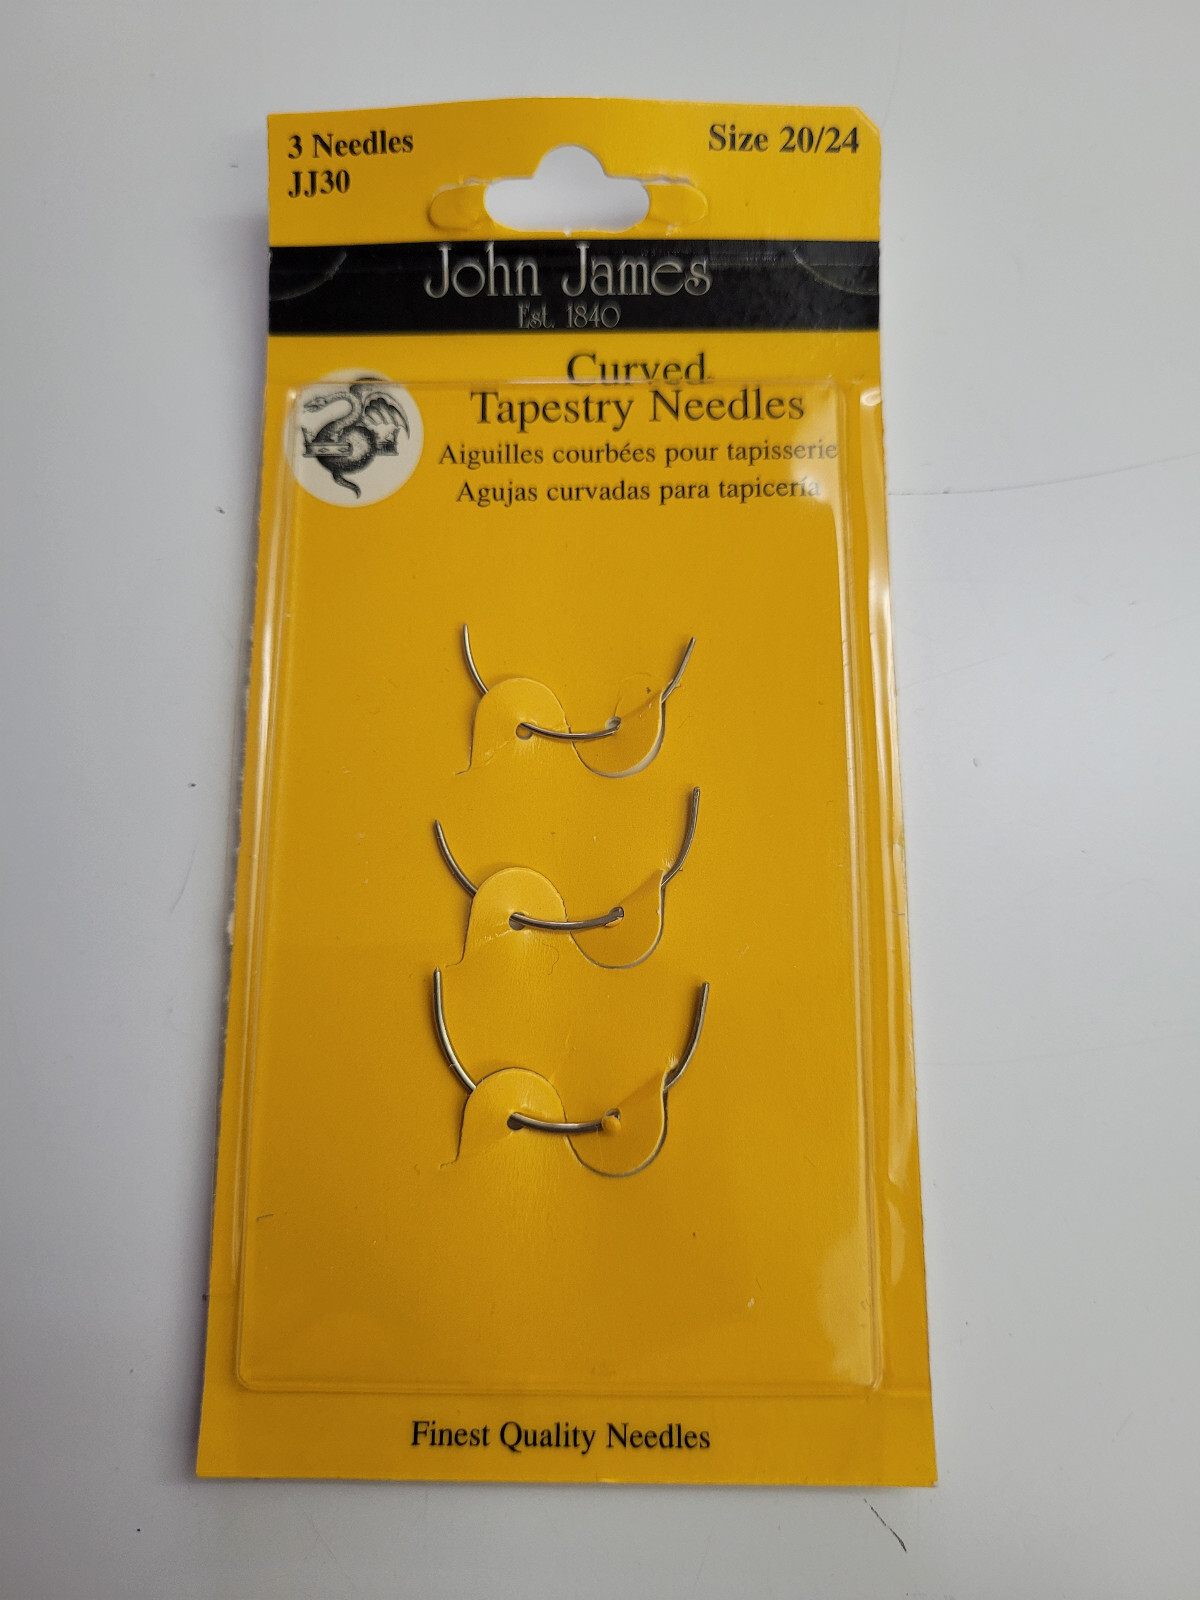 3 Needles
JJ30
Size 20/24
John James
Est. 1840
Curved
Tapestry Needles
Aiguilles courbées pour tapisserie
Agujas curvadas para tapicería
Finest Quality Needles